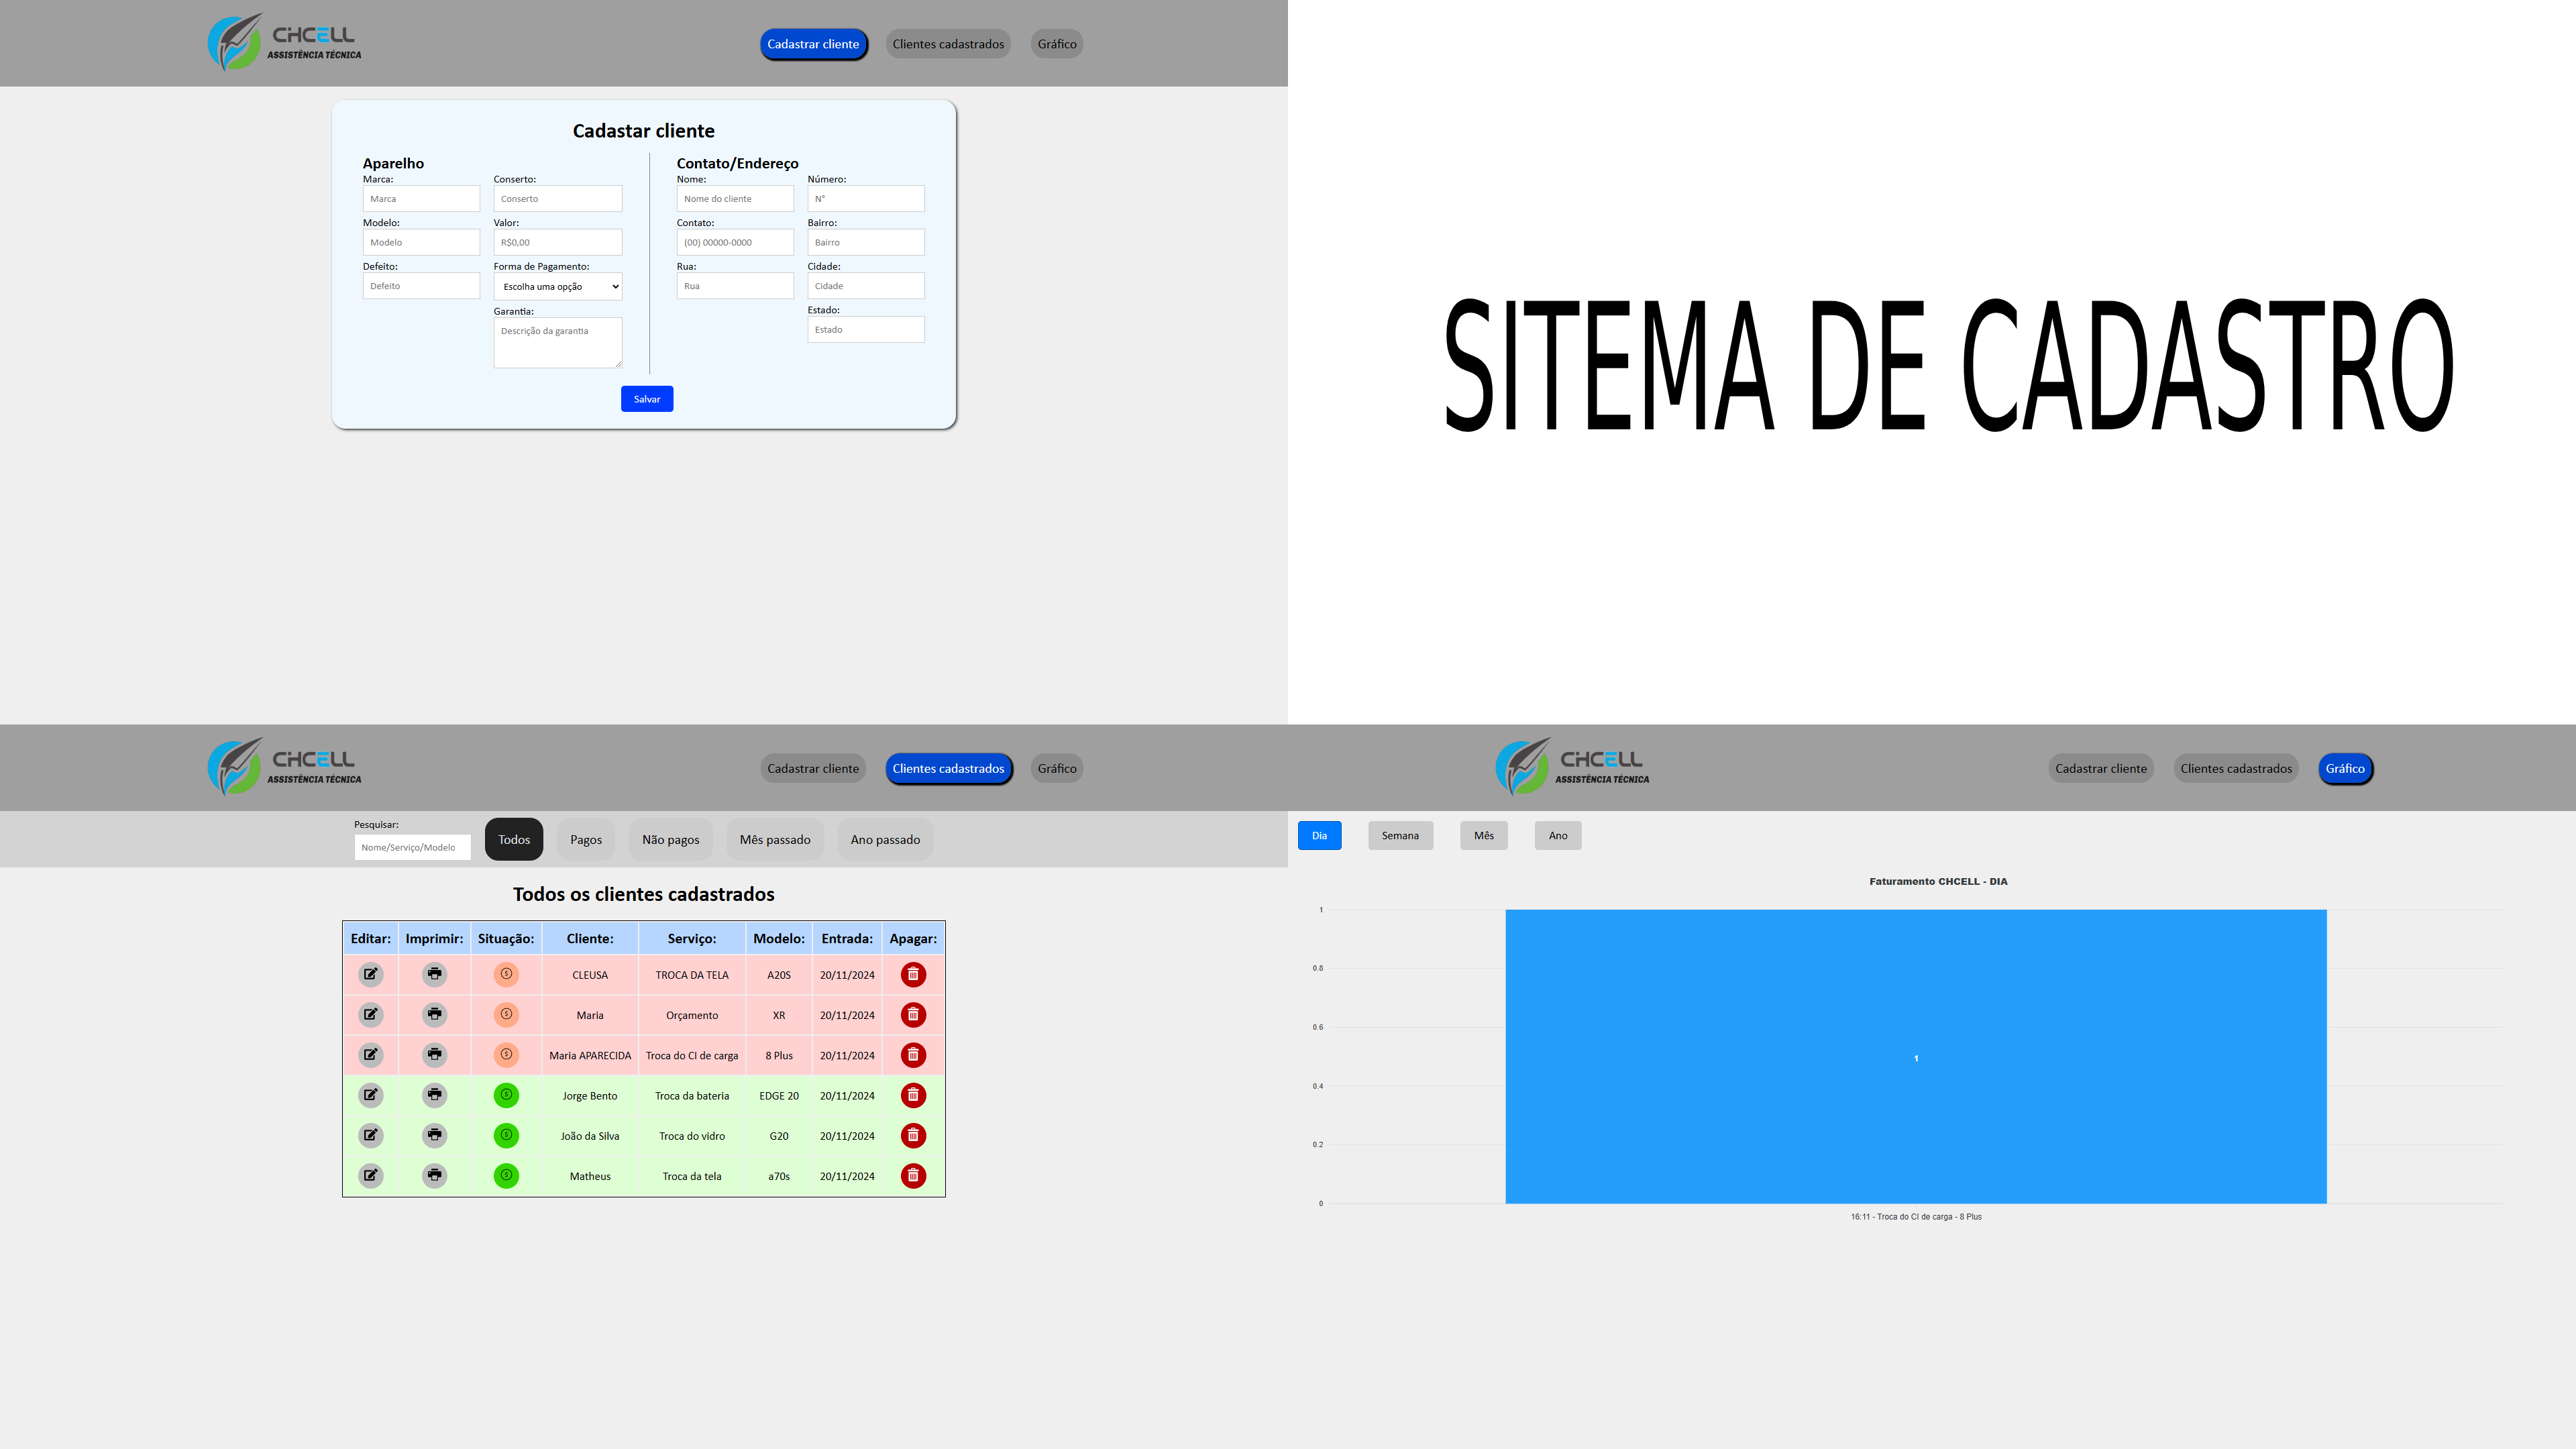 CHCELL
ASSISTÊNCIA TÉCNICA
Cadastrar cliente
Clientes cadastrados
Gráfico
Cadastar cliente
Aparelho
Contato/Endereço
Marca:
Conserto:
Nome:
Número:
Marca
Conserto
Nome do cliente
N°
Modelo:
Valor:
Contato:
Bairro:
Modelo
R$0,00
(00) 00000-0000
Bairro
Defeito:
Forma de Pagamento:
Rua:
Cidade:
Defeito
Escolha uma opção
Rua
Cidade
Garantia:
Estado:
Descrição da garantia
Estado
Salvar
SITEMA DE CADASTRO
CHCELL
ASSISTÊNCIA TÉCNICA
Cadastrar cliente
Clientes cadastrados
Gráfico
Pesquisar:
Nome/Serviço/Modelo
Todos
Pagos
Não pagos
Mês passado
Ano passado
Todos os clientes cadastrados
Editar: Imprimir: Situação: Cliente: Serviço: Modelo: Entrada: Apagar:
CLEUSA TROCA DA TELA A20S 20/11/2024
Maria Orçamento XR 20/11/2024
Maria APARECIDA Troca do CI de carga 8 Plus 20/11/2024
Jorge Bento Troca da bateria EDGE 20 20/11/2024
João da Silva Troca do vidro G20 20/11/2024
Matheus Troca da tela a70s 20/11/2024
CHCELL
ASSISTÊNCIA TÉCNICA
Cadastrar cliente
Clientes cadastrados
Gráfico
Dia
Semana
Mês
Ano
Faturamento CHCELL - DIA
1
0.8
0.6
1
0.4
0.2
0
16:11 - Troca do CI de carga - 8 Plus